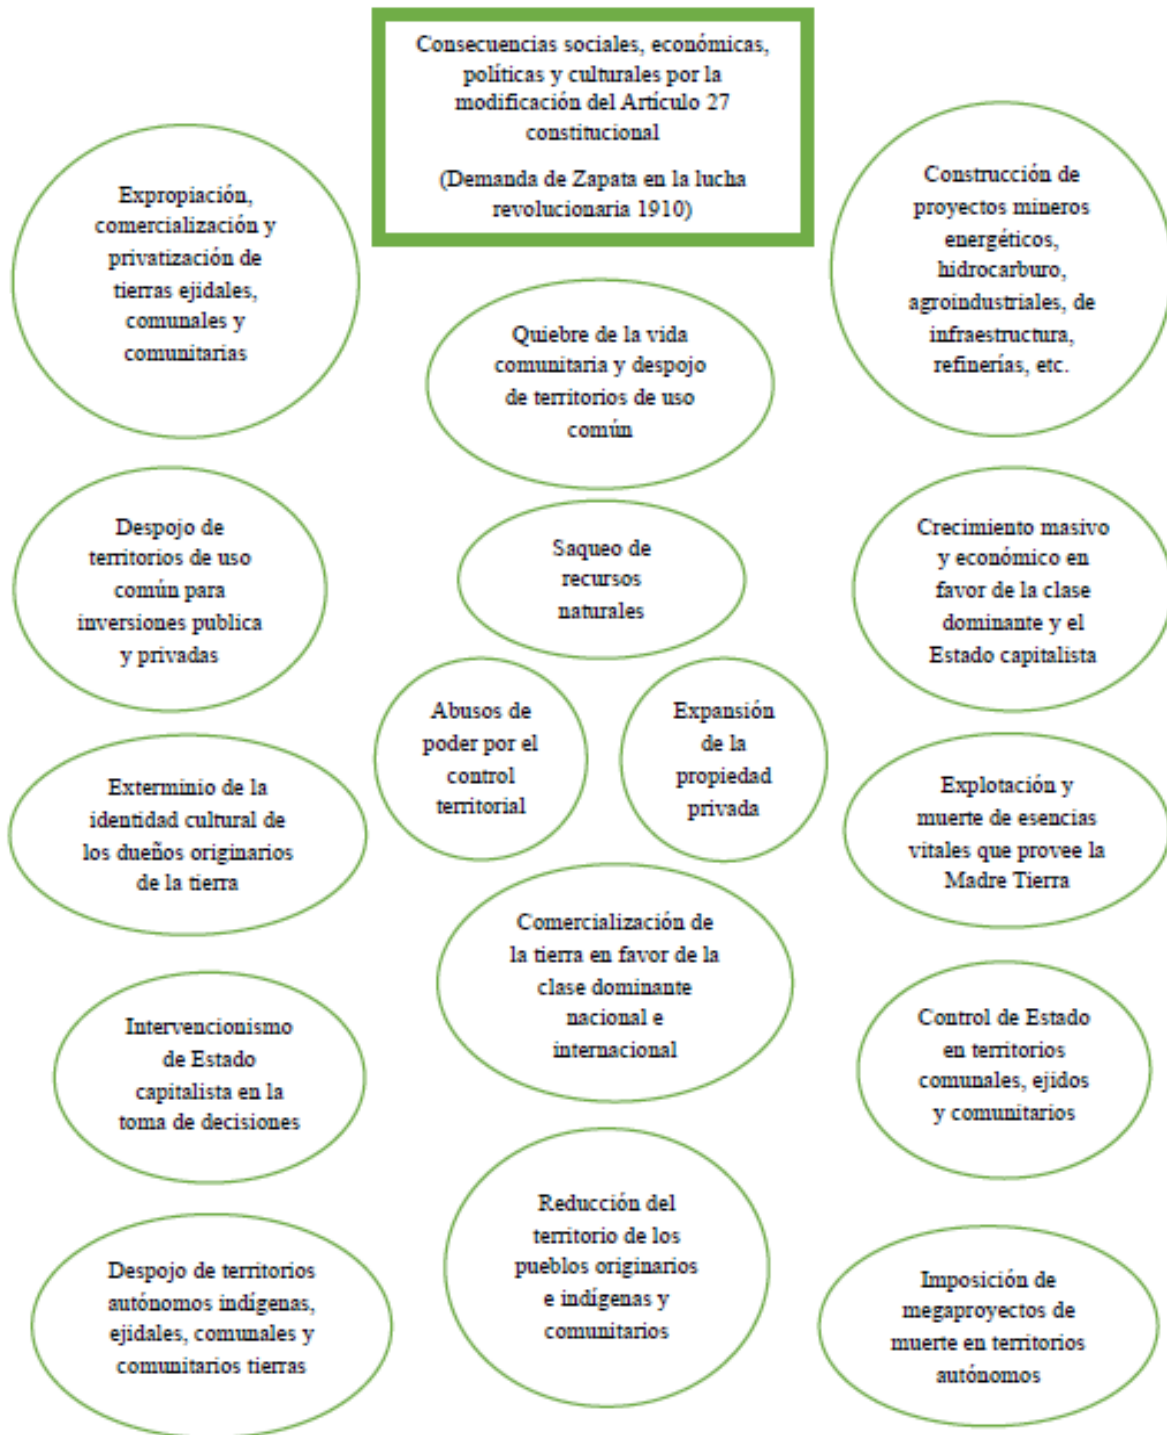 Consecuencias sociales, económicas,
políticas y culturales por la
modificación del Artículo 27
constitucional
(Demanda de Zapata en la lucha
revolucionaria 1910)
Expropiación,
comercialización y
privatización de
tierras ejidales,
comunales y
comunitarias
Quiebre de la vida
comunitaria y despojo
de territorios de uso
común
Construcción de
proyectos mineros
energéticos,
hidrocarburo,
agroindustriales, de
infraestructura,
refinerías, etc.
Despojo de
territorios de uso
común para
inversiones publica
y privadas
Saqueo de
recursos
naturales
Crecimiento masivo
y económico en
favor de la clase
dominante y el
Estado capitalista
Abusos de
poder por el
control
territorial
Expansión
de la
propiedad
privada
Exterminio de la
identidad cultural de
los dueños originarios
de la tierra
Explotación y
muerte de esencias
vitales que provee la
Madre Tierra
Comercialización de
la tierra en favor de la
clase dominante
nacional e
internacional
Intervencionismo
de Estado
capitalista en la
toma de decisiones
Control de Estado
en territorios
comunales, ejidos
y comunitarios
Reducción del
territorio de los
pueblos originarios
e indígenas y
comunitarios
Despojo de territorios
autónomos indígenas,
ejidales, comunales y
comunitarios tierras
Imposición de
megaproyectos de
muerte en territorios
autónomos